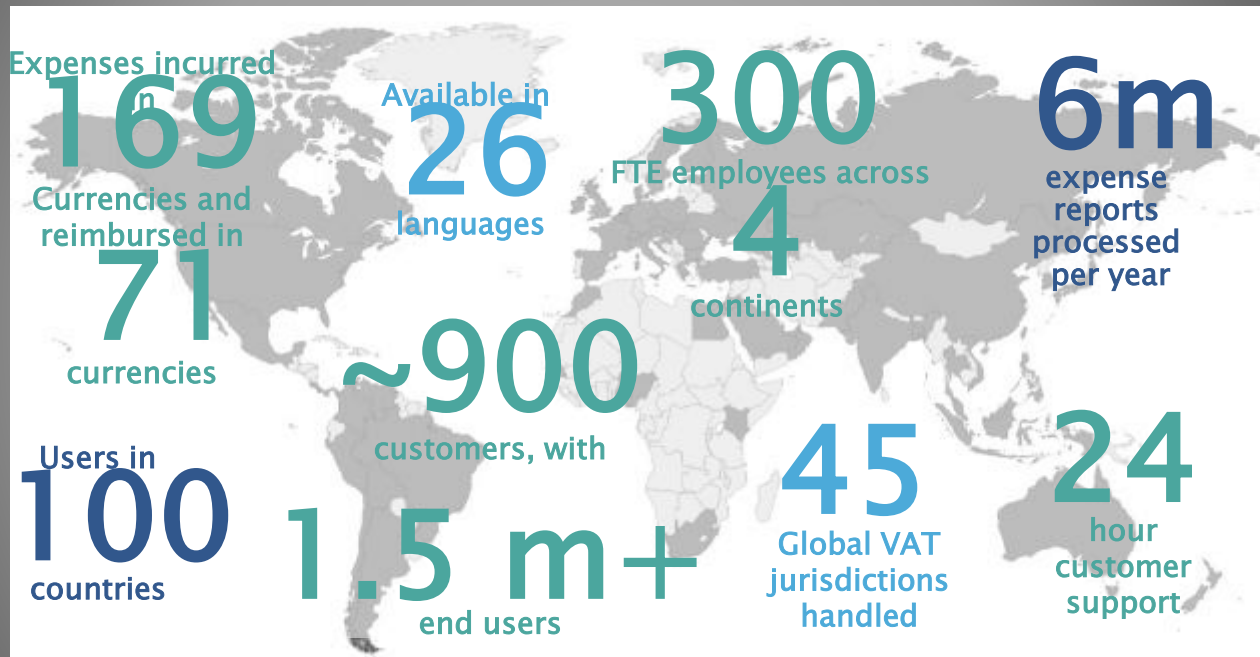 Expenses incurred
in
169
Currencies and
reimbursed in
71
currencies
Available in
26
languages
300
FTE employees across
4
continents
6m
expense
reports
processed
per year
~900
customers, with
1.5 m+
end users
Users in
100
countries
45
Global VAT
jurisdictions
handled
24
hour
customer
support